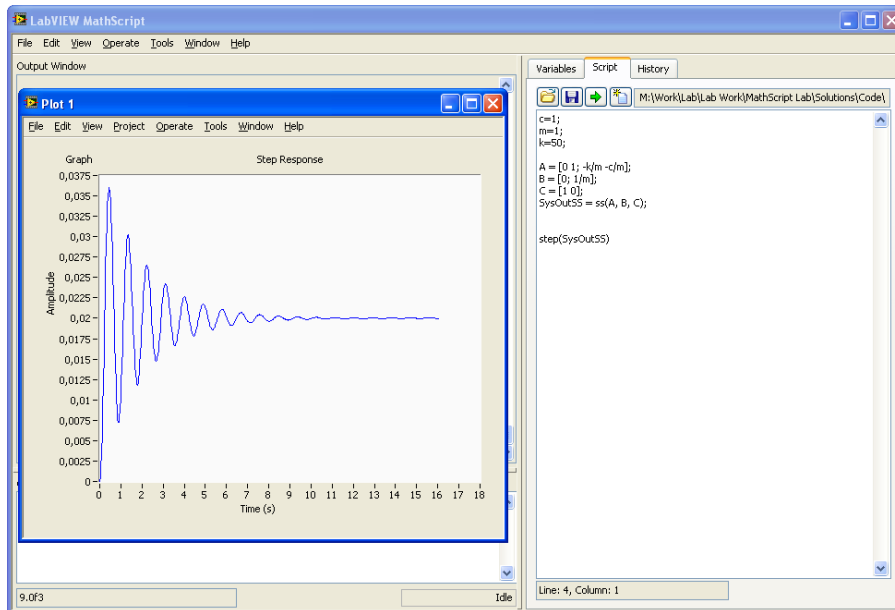 LabVIEW MathScript
File Edit View Operate Tools Window Help
Output Window
Plot 1
File Edit View Project Operate Tools Window Help
Graph
Step Response
0,0375
0,035
0,0325
0,03
0,0275
0,025
0,0225
0,02
0,0175
0,015
0,0125
0,01
0,0075
0,005
0,0025
0
Amplitude
0 1 2 3 4 5 6 7 8 9 10 11 12 13 14 15 16 17 18
Time (s)
9.0f3
Idle
Variables Script History
M:\Work\Lab\Lab Work\MathScript Lab\Solutions\Code\
c=1;
m=1;
k=50;
A = [0 1; -k/m -c/m];
B = [0; 1/m];
C = [1 0];
SysOutSS = ss(A, B, C);
step(SysOutSS)
Line: 4, Column: 1